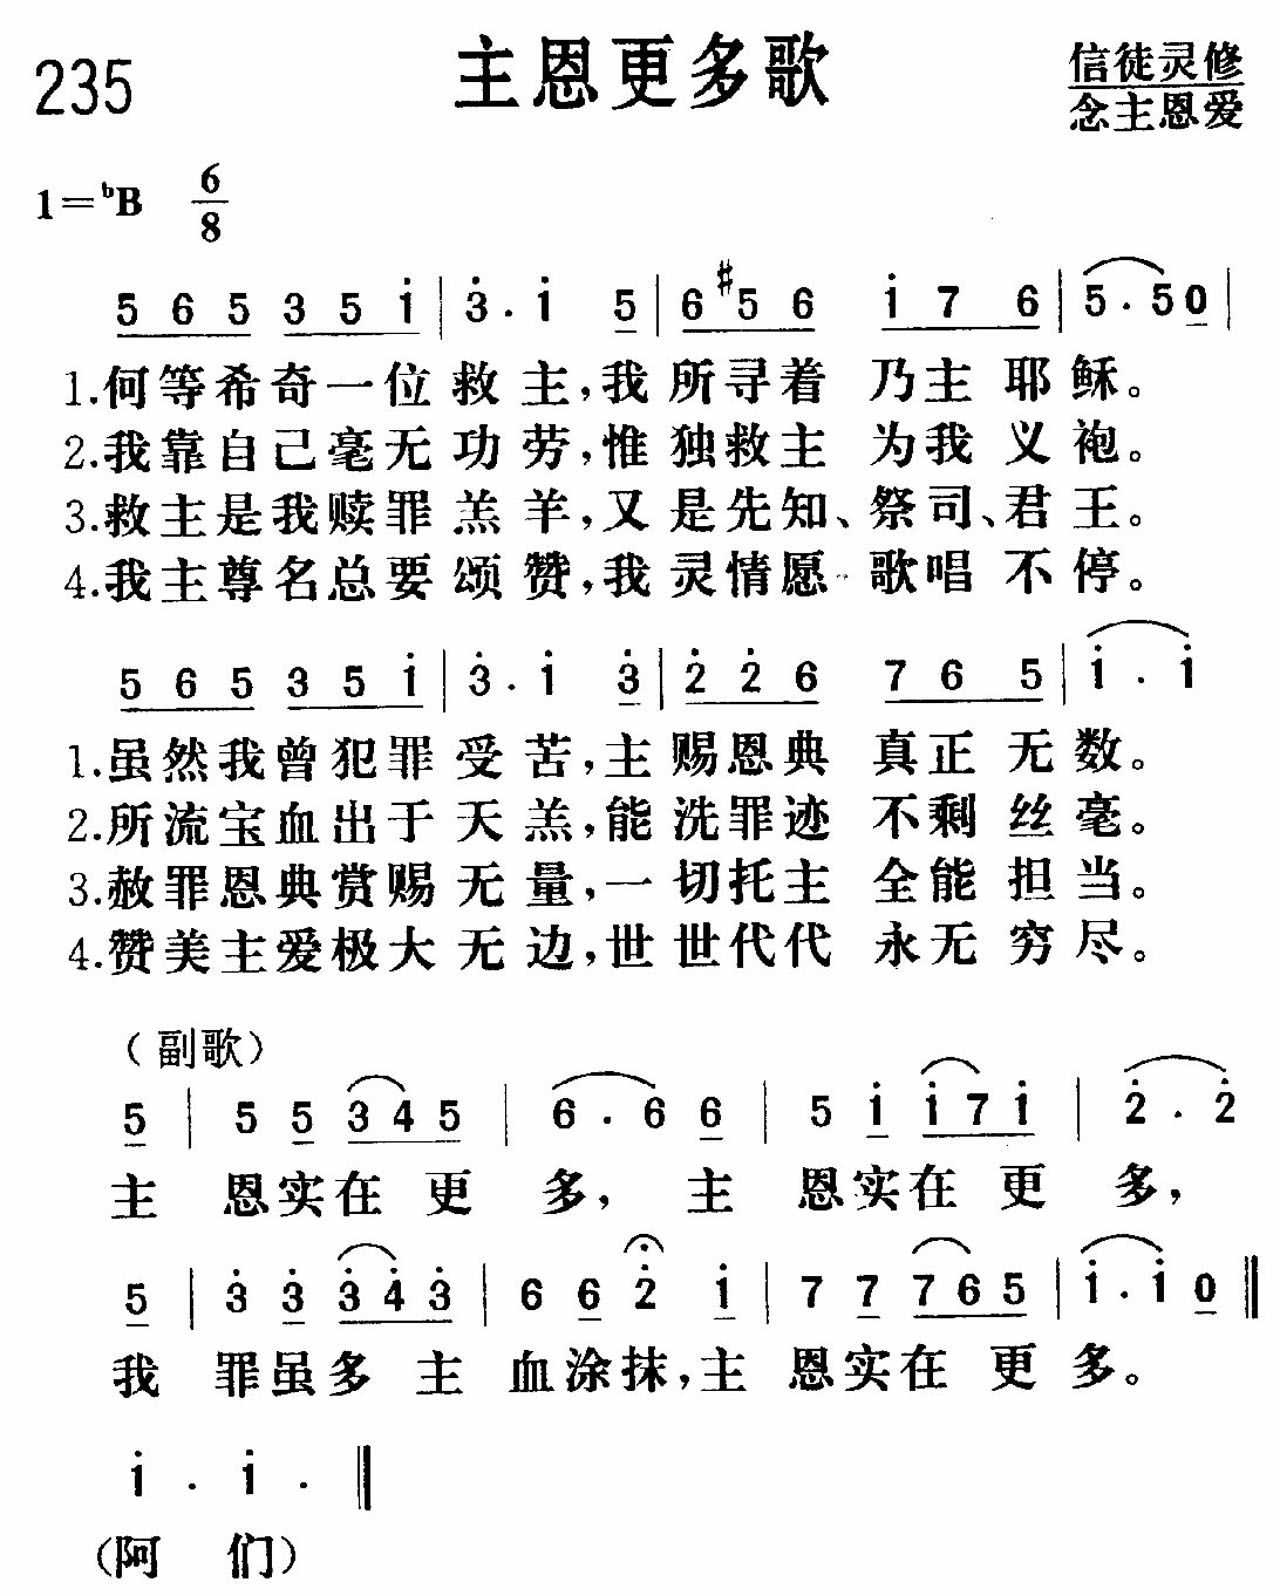 235 主恩更多歌 信徒灵修
念主恩爱
1=ᵇB 6/8
5 6 5 3 5 i | 3̇ . i 5 | 6 #5 6 i 7 6 | 5 . 5 0 |
1.何等希奇一位救主,我所寻着乃主耶稣。
2.我靠自己毫无功劳,惟独救主为我义袍。
3.救主是我赎罪羔羊,又是先知、祭司、君王。
4.我主尊名总要颂赞,我灵情愿歌唱不停。
5 6 5 3 5 i | 3̇ . i 3̇ | 2̇ 2̇ 6 7 6 5 | i . i
1.虽然我曾犯罪受苦,主赐恩典真正无数。
2.所流宝血出于天羔,能洗罪迹不剩丝毫。
3.赦罪恩典赏赐无量,一切托主全能担当。
4.赞美主爱极大无边,世世代代永无穷尽。
(副歌)
5 | 5 5 3 4 5 | 6 . 6 6 | 5 i i 7 i | 2̇ . 2̇
主恩实在更多,主恩实在更多,
5 | 3̇ 3̇ 3̇ 4̇ 3̇ | 6 6 2̇ i | 7 7 7 6 5 | i . i 0 ‖
我罪虽多主血涂抹,主恩实在更多。
i . i . ‖
(阿们)